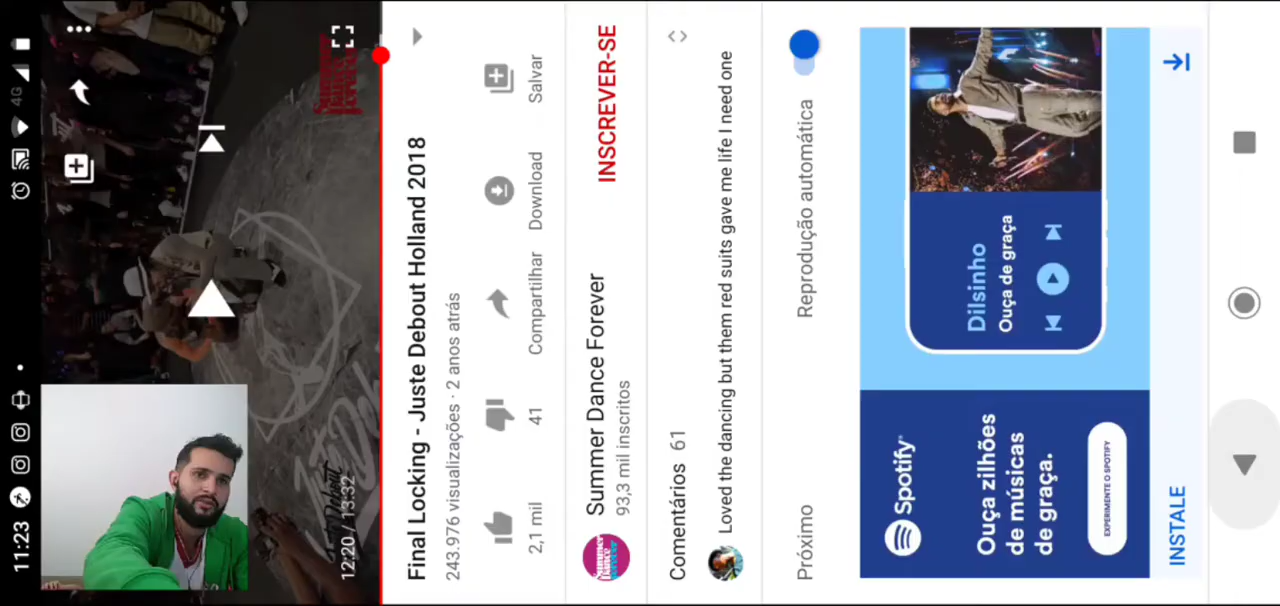 11:23
4G
12:20 / 13:32
Final Locking - Juste Debout Holland 2018
243.976 visualizações · 2 anos atrás
2,1 mil
41
Compartilhar
Download
Salvar
Summer Dance Forever
93,3 mil inscritos
INSCREVER-SE
Comentários 61
Loved the dancing but them red suits gave me life I need one
Próximo
Reprodução automática
Spotify
Ouça zilhões
de músicas
de graça.
EXPERIMENTE O SPOTIFY
Dilsinho
Ouça de graça
INSTALE